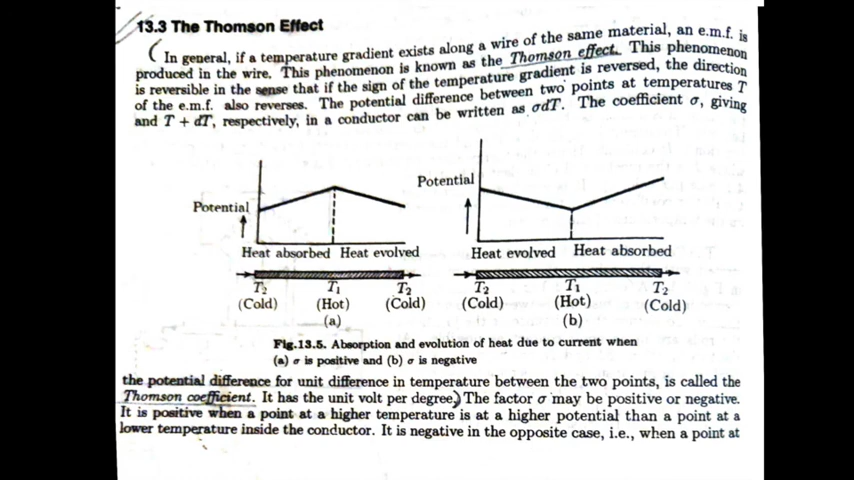 13.3 The Thomson Effect
In general, if a temperature gradient exists along a wire of the same material, an e.m.f. is
produced in the wire. This phenomenon is known as the Thomson effect. This phenomenon
is reversible in the sense that if the sign of the temperature gradient is reversed, the direction
of the e.m.f. also reverses. The potential difference between two points at temperatures T
and T + dT, respectively, in a conductor can be written as σdT. The coefficient σ, giving
Potential
Heat absorbed Heat evolved
T₂ T₁ T₂
(Cold) (Hot) (Cold)
(a)
Potential
Heat evolved Heat absorbed
T₂ T₁ T₂
(Cold) (Hot) (Cold)
(b)
Fig.13.5. Absorption and evolution of heat due to current when
(a) σ is positive and (b) σ is negative
the potential difference for unit difference in temperature between the two points, is called the
Thomson coefficient. It has the unit volt per degree. The factor σ may be positive or negative.
It is positive when a point at a higher temperature is at a higher potential than a point at a
lower temperature inside the conductor. It is negative in the opposite case, i.e., when a point at